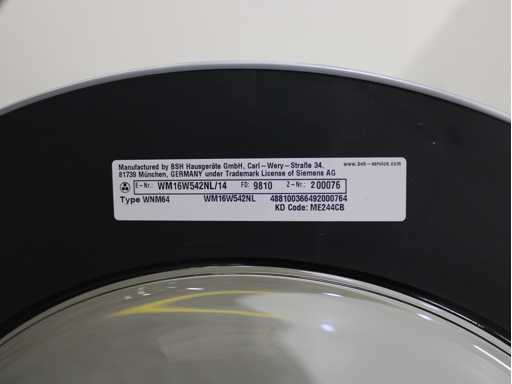 Manufactured by BSH Hausgeräte GmbH, Carl-Wery-Straße 34, www.bsh-service.com
81739 München, GERMANY under Trademark License of Siemens AG
E-Nr.: WM16W542NL/14 FD: 9810 Z-Nr.: 200076
Type WNM64 WM16W542NL 488100366492000764
KD Code: ME244CB